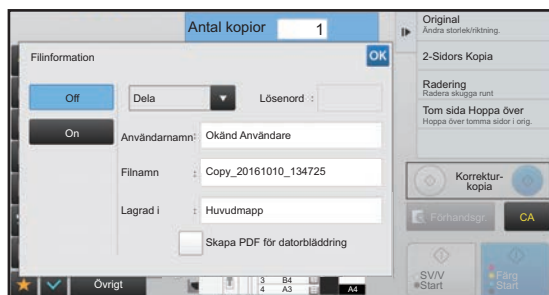 Antal kopior 1
Filinformation
OK
Off
Dela
Lösenord :
On
Användarnamn: Okänd Användare
Filnamn : Copy_20161010_134725
Lagrad i : Huvudmapp
Skapa PDF för datorbläddring
Övrigt
3 B4
4 A3
A4
Original
Ändra storlek/riktning.
2-Sidors Kopia
Radering
Radera skugga runt
Tom sida Hoppa över
Hoppa över tomma sidor i orig.
Korrektur-
kopia
Förhandsgr.
CA
SV/V
Start
Färg
Start